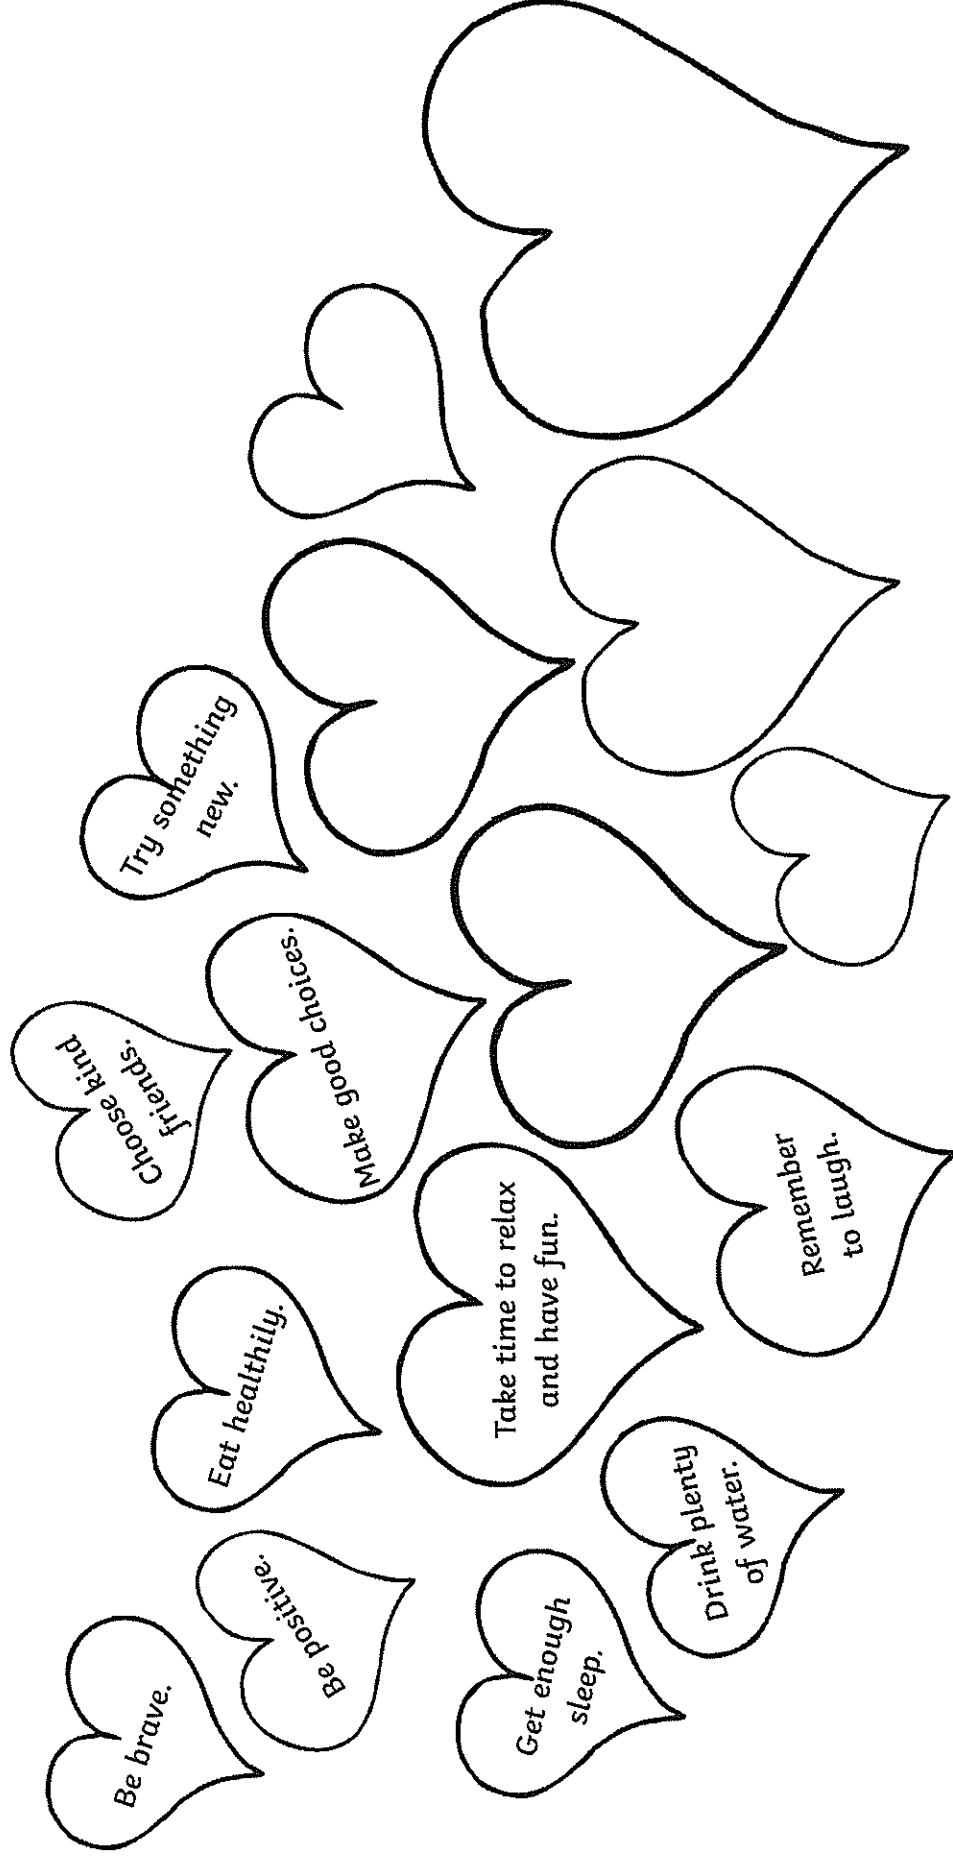 Be brave.
Be positive.
Get enough
sleep.
Drink plenty
of water.
Eat healthily.
Take time to relax
and have fun.
Remember
to laugh.
Choose kind
friends.
Make good choices.
Try something
new.